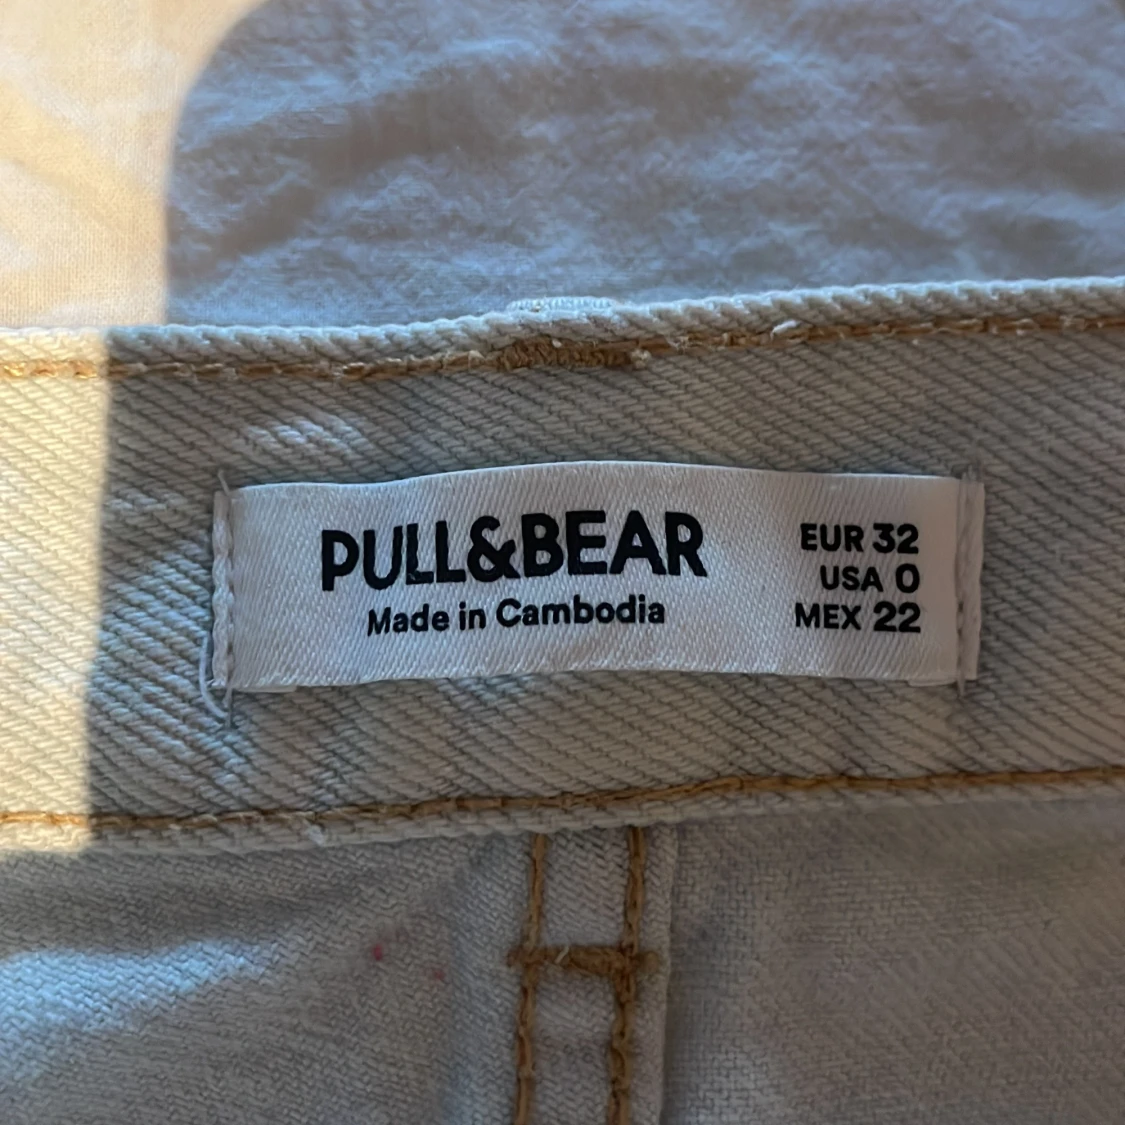 PULL&BEAR
Made in Cambodia
EUR 32
USA 0
MEX 22